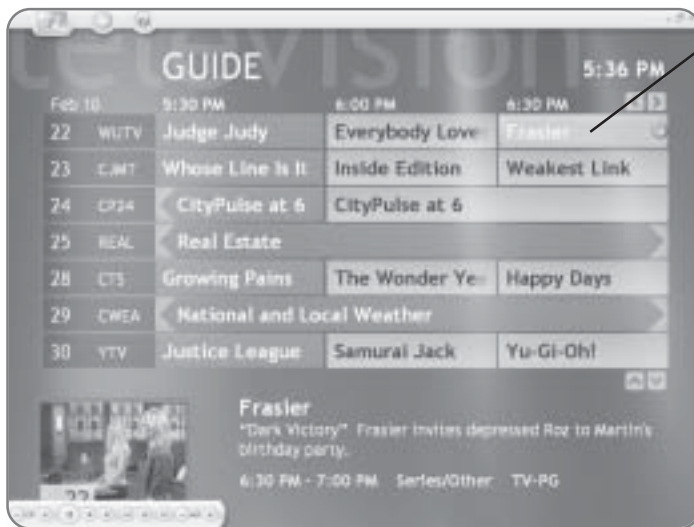 television
GUIDE
5:36 PM
Feb 10 5:30 PM 6:00 PM 6:30 PM
22 WUTV Judge Judy Everybody Love Frasier
23 CJMT Whose Line Is It Inside Edition Weakest Link
24 CP24 CityPulse at 6 CityPulse at 6
25 REAL Real Estate
28 CTS Growing Pains The Wonder Ye Happy Days
29 CWEA National and Local Weather
30 YTV Justice League Samurai Jack Yu-Gi-Oh!
Frasier
"Dark Victory" Frasier invites depressed Roz to Martin's
birthday party.
6:30 PM - 7:00 PM Series/Other TV-PG
22